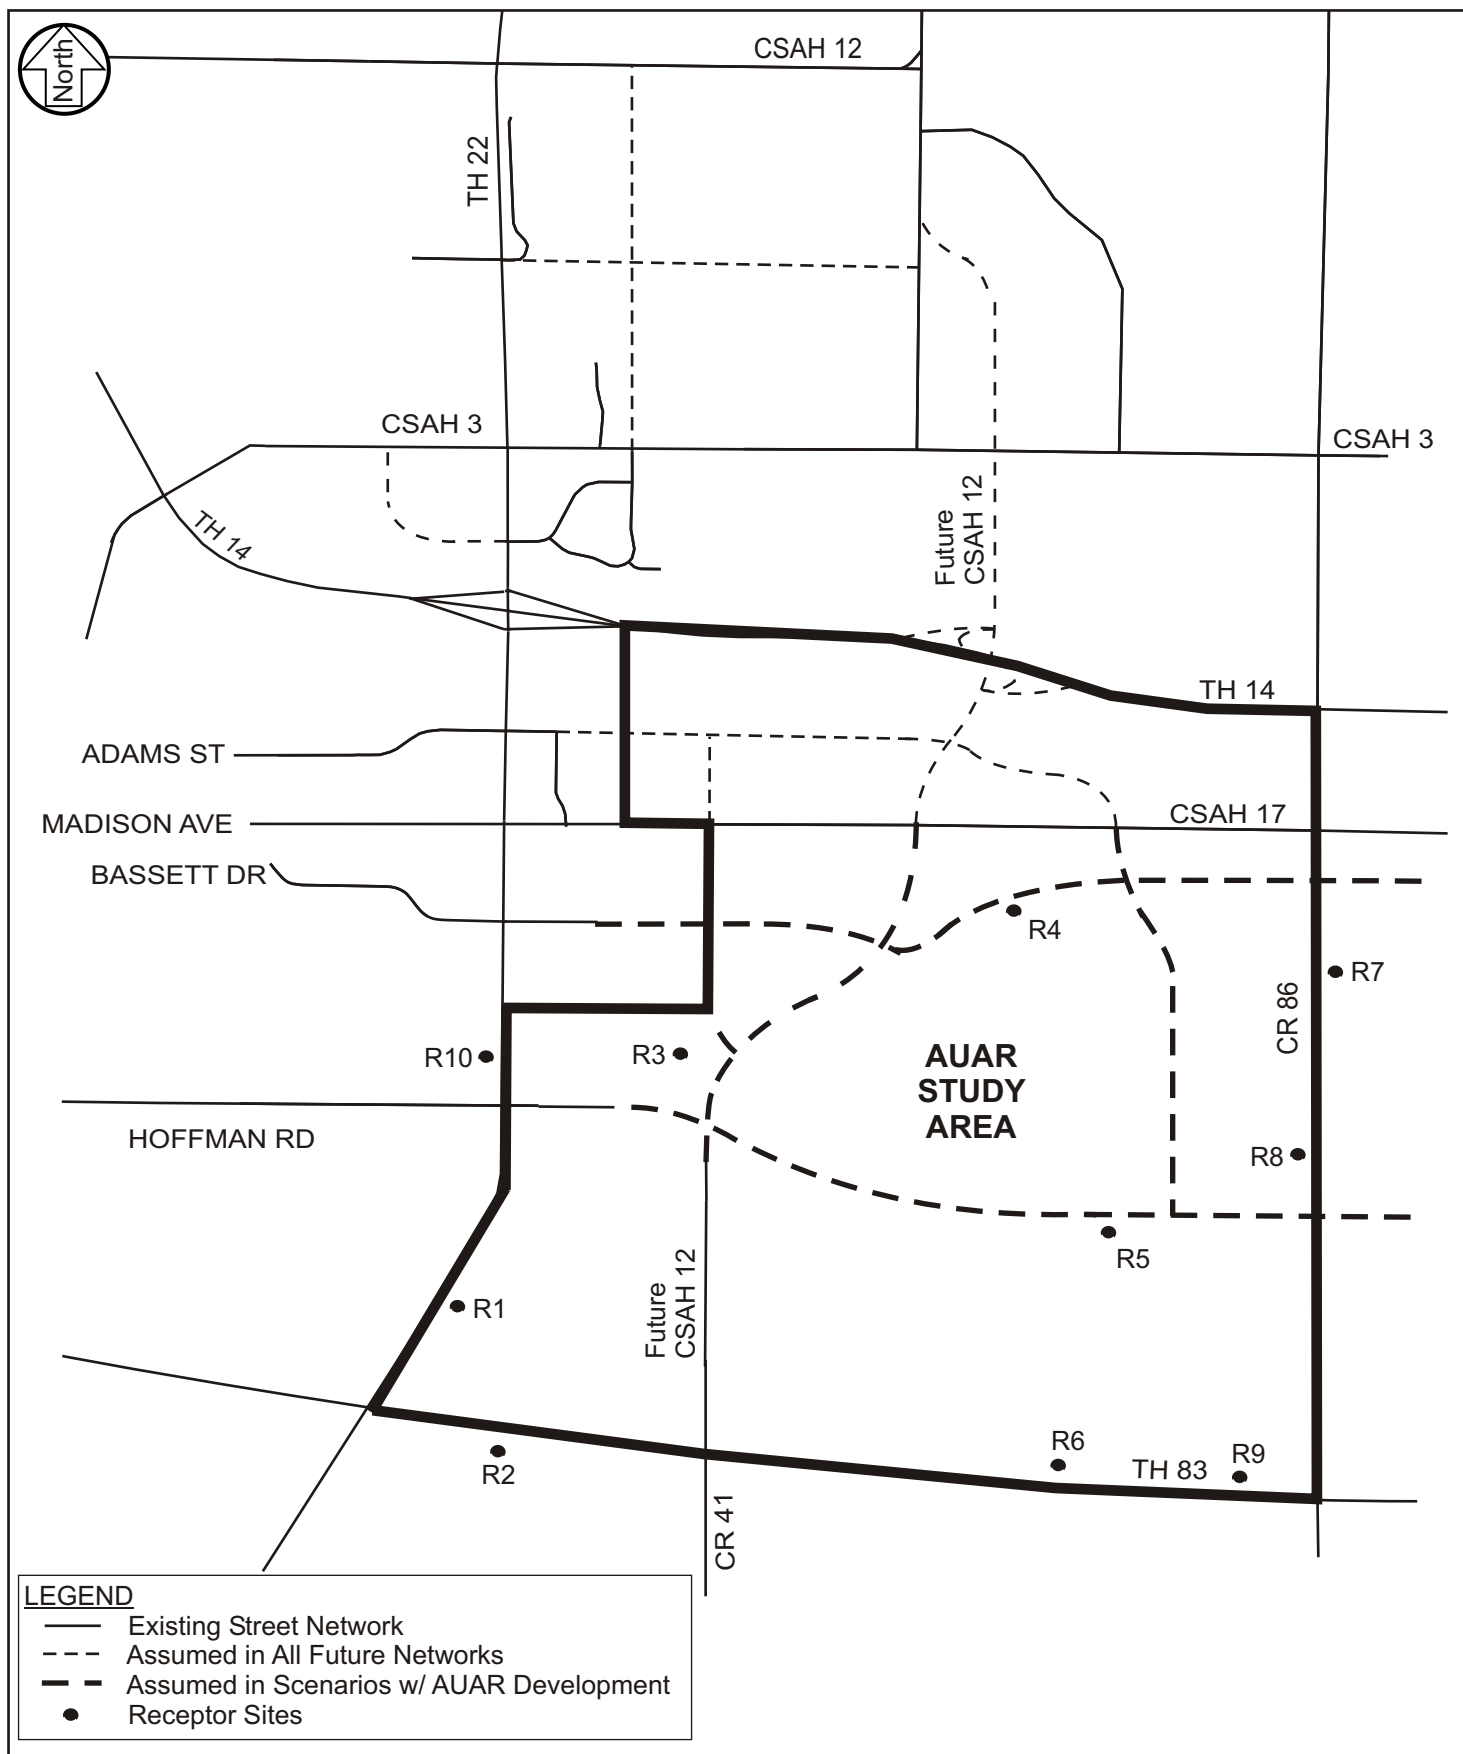 North
CSAH 12
TH 22
CSAH 3
CSAH 3
TH 14
Future
CSAH 12
TH 14
ADAMS ST
MADISON AVE
CSAH 17
BASSETT DR
R4
R7
CR 86
R10
R3
AUAR
STUDY
AREA
HOFFMAN RD
R8
R5
Future
CSAH 12
R1
R2
R6
TH 83
R9
CR 41
LEGEND
Existing Street Network
Assumed in All Future Networks
Assumed in Scenarios w/ AUAR Development
Receptor Sites